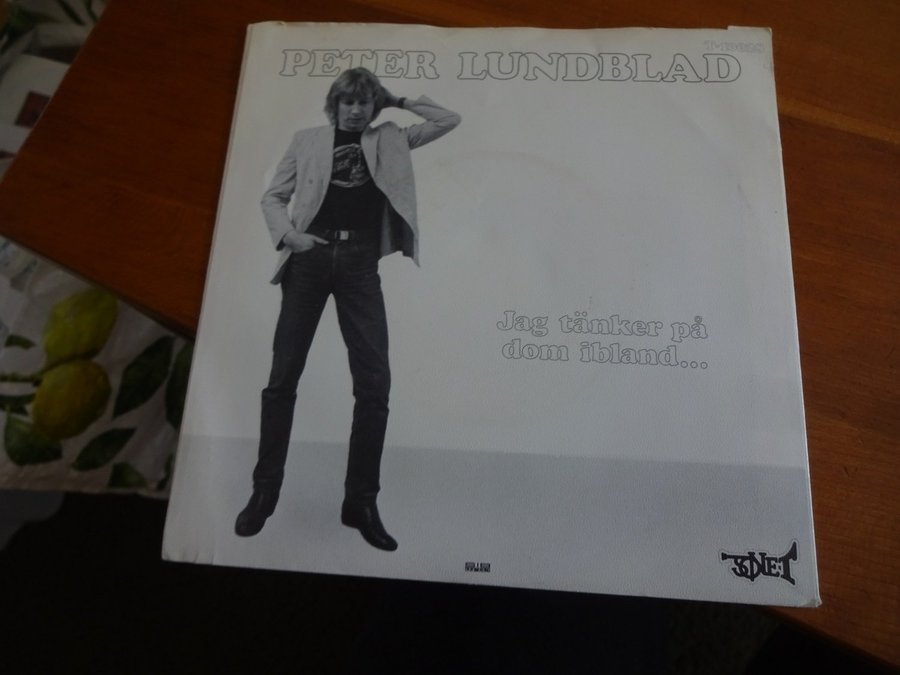 PETER LUNDBLAD
Jag tänker på
dom ibland...
SONET